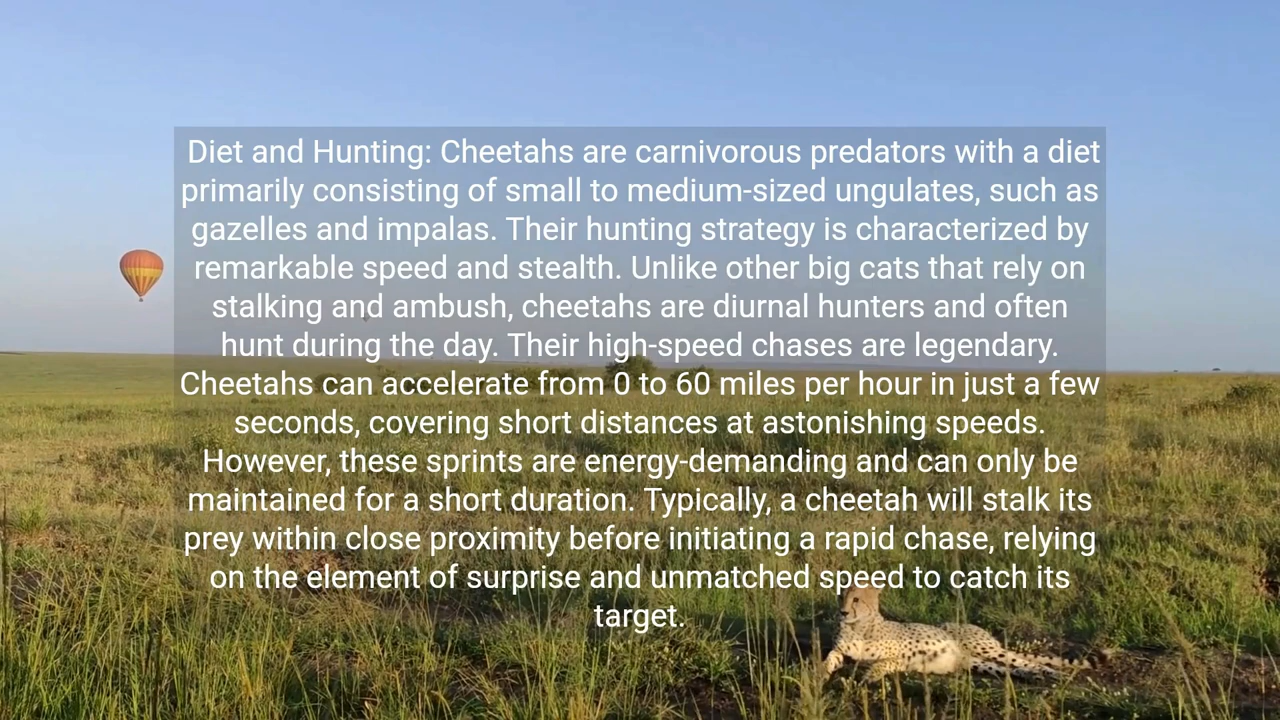 Diet and Hunting: Cheetahs are carnivorous predators with a diet
primarily consisting of small to medium-sized ungulates, such as
gazelles and impalas. Their hunting strategy is characterized by
remarkable speed and stealth. Unlike other big cats that rely on
stalking and ambush, cheetahs are diurnal hunters and often
hunt during the day. Their high-speed chases are legendary.
Cheetahs can accelerate from 0 to 60 miles per hour in just a few
seconds, covering short distances at astonishing speeds.
However, these sprints are energy-demanding and can only be
maintained for a short duration. Typically, a cheetah will stalk its
prey within close proximity before initiating a rapid chase, relying
on the element of surprise and unmatched speed to catch its
target.